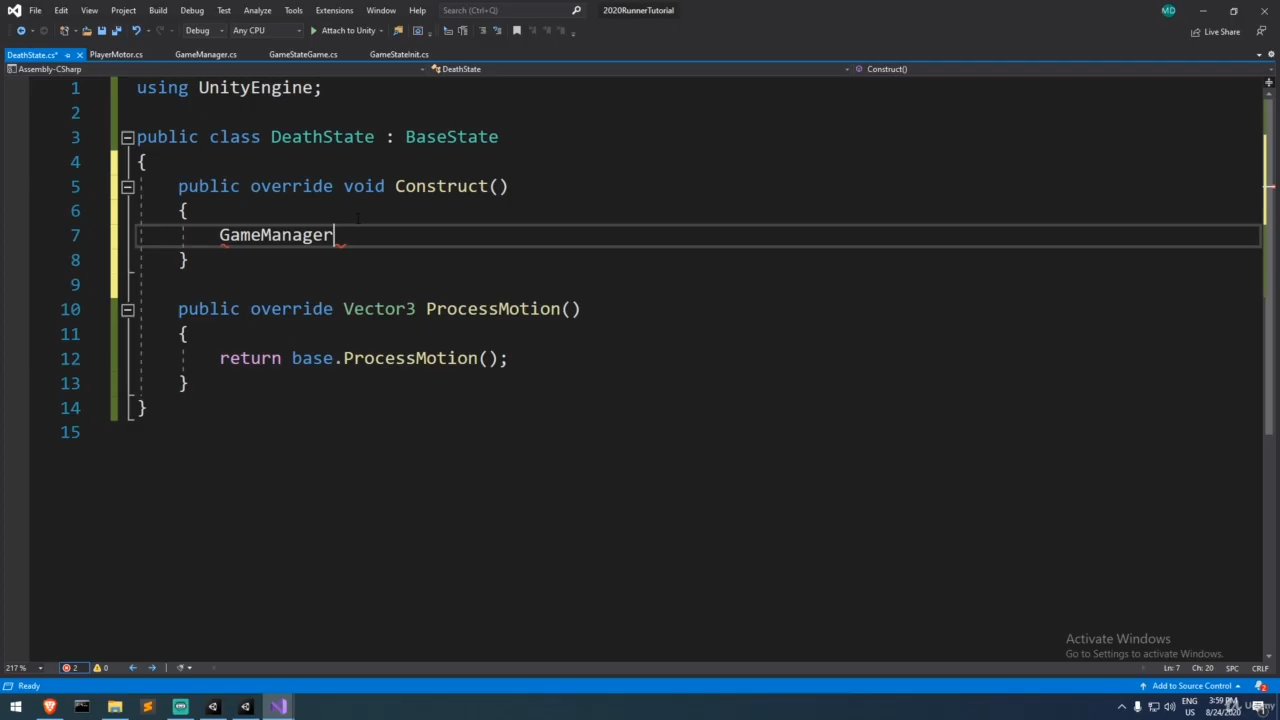 File Edit View Project Build Debug Test Analyze Tools Extensions Window Help Search (Ctrl+Q) 2020RunnerTutorial MD
Debug Any CPU Attach to Unity Live Share
DeathState.cs* PlayerMotor.cs GameManager.cs GameStateGame.cs GameStateInit.cs
Assembly-CSharp DeathState Construct()
1 using UnityEngine;
2
3 public class DeathState : BaseState
4 {
5 public override void Construct()
6 {
7 GameManager
8 }
9
10 public override Vector3 ProcessMotion()
11 {
12 return base.ProcessMotion();
13 }
14 }
15
Activate Windows
Go to Settings to activate Windows.
217 % 2 0 Ln: 7 Ch: 20 SPC CRLF
Ready Add to Source Control 2
ENG 3:59 PM
US 8/24/2020
Udemy